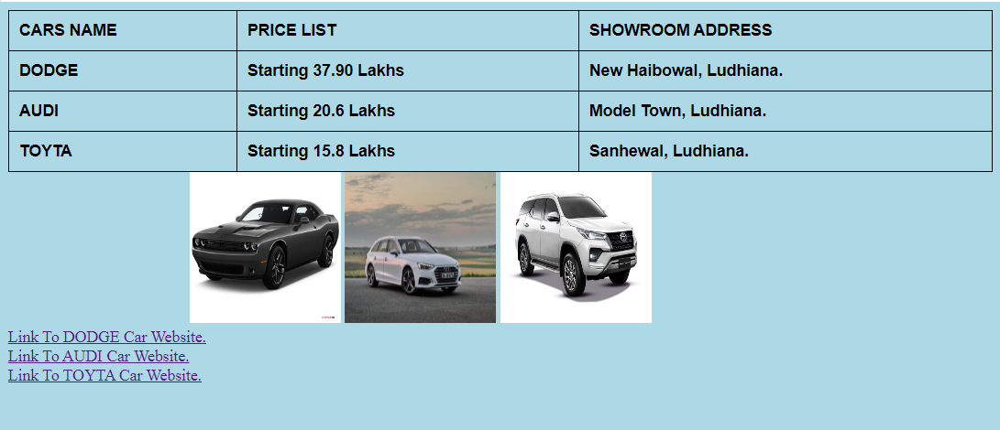 CARS NAME PRICE LIST SHOWROOM ADDRESS
DODGE Starting 37.90 Lakhs New Haibowal, Ludhiana.
AUDI Starting 20.6 Lakhs Model Town, Ludhiana.
TOYTA Starting 15.8 Lakhs Sanhewal, Ludhiana.
Link To DODGE Car Website.
Link To AUDI Car Website.
Link To TOYTA Car Website.